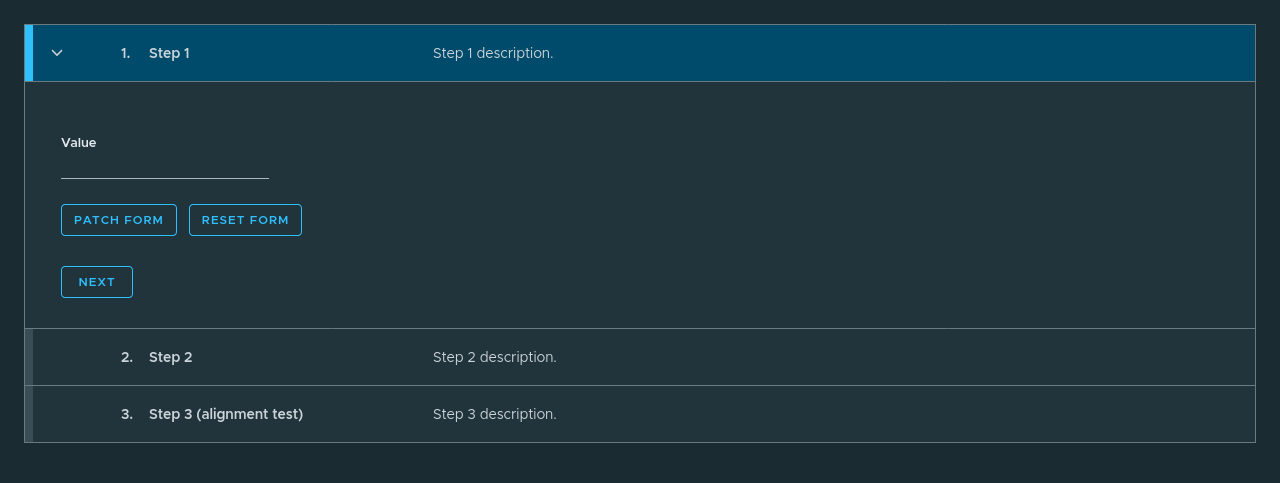 1. Step 1 Step 1 description.
Value
PATCH FORM RESET FORM
NEXT
2. Step 2 Step 2 description.
3. Step 3 (alignment test) Step 3 description.